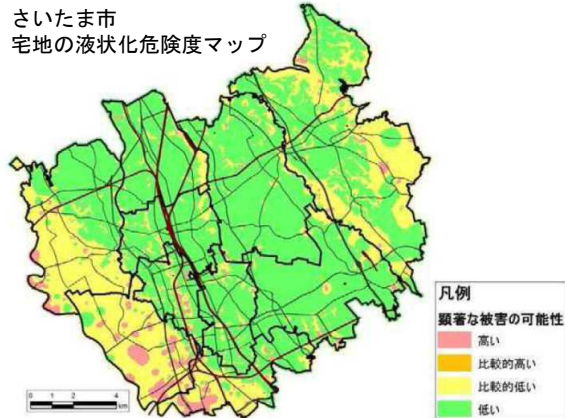 さいたま市
宅地の液状化危険度マップ
凡例
顕著な被害の可能性
高い
比較的高い
比較的低い
低い
0 1 2 4
km